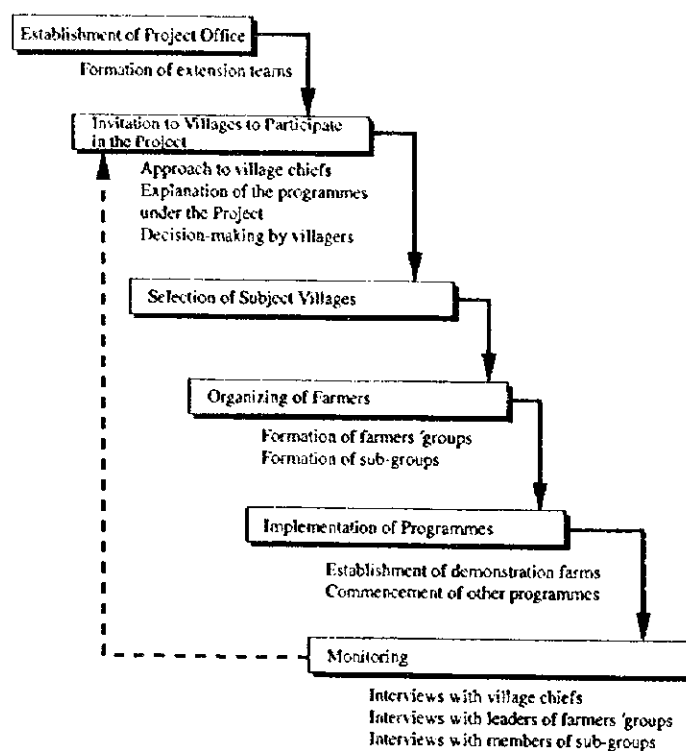 Establishment of Project Office
Formation of extension teams
Invitation to Villages to Participate
in the Project
Approach to village chiefs
Explanation of the programmes
under the Project
Decision-making by villagers
Selection of Subject Villages
Organizing of Farmers
Formation of farmers 'groups
Formation of sub-groups
Implementation of Programmes
Establishment of demonstration farms
Commencement of other programmes
Monitoring
Interviews with village chiefs
Interviews with leaders of farmers 'groups
Interviews with members of sub-groups